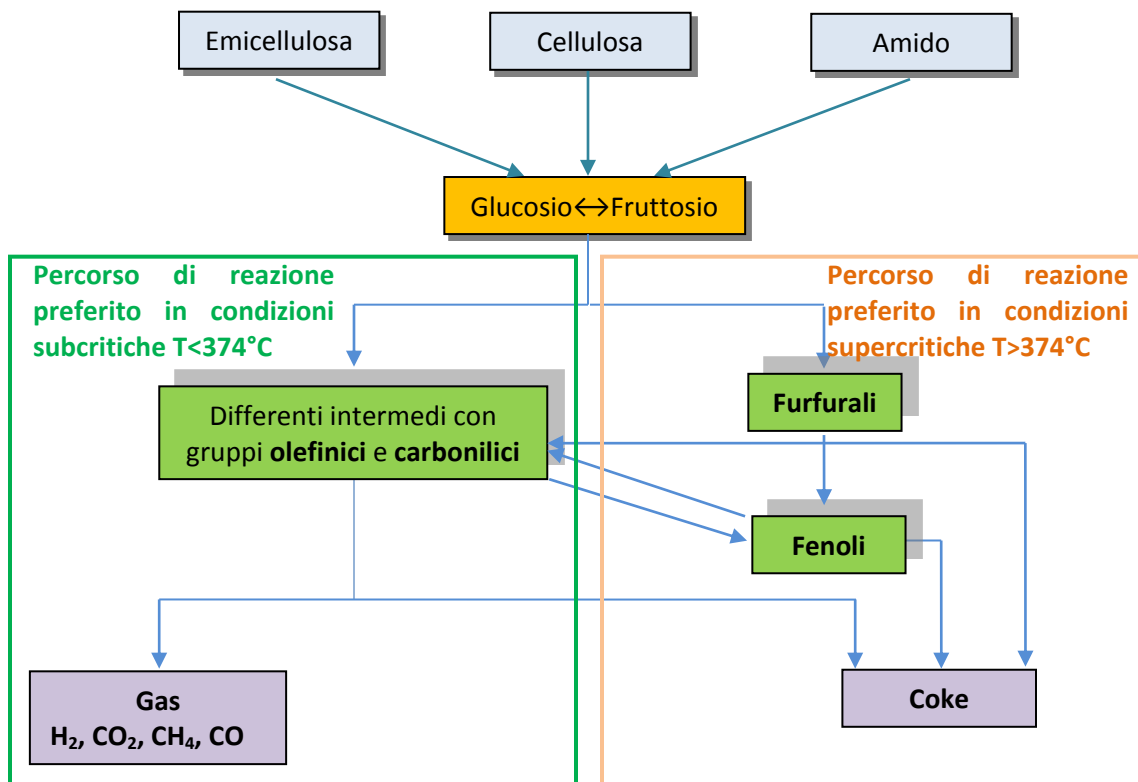 Emicellulosa
Cellulosa
Amido
Glucosio↔Fruttosio
Percorso di reazione
preferito in condizioni
subcritiche T<374°C
Percorso di reazione
preferito in condizioni
supercritiche T>374°C
Differenti intermedi con
gruppi olefinici e carbonilici
Furfurali
Fenoli
Gas
H₂, CO₂, CH₄, CO
Coke